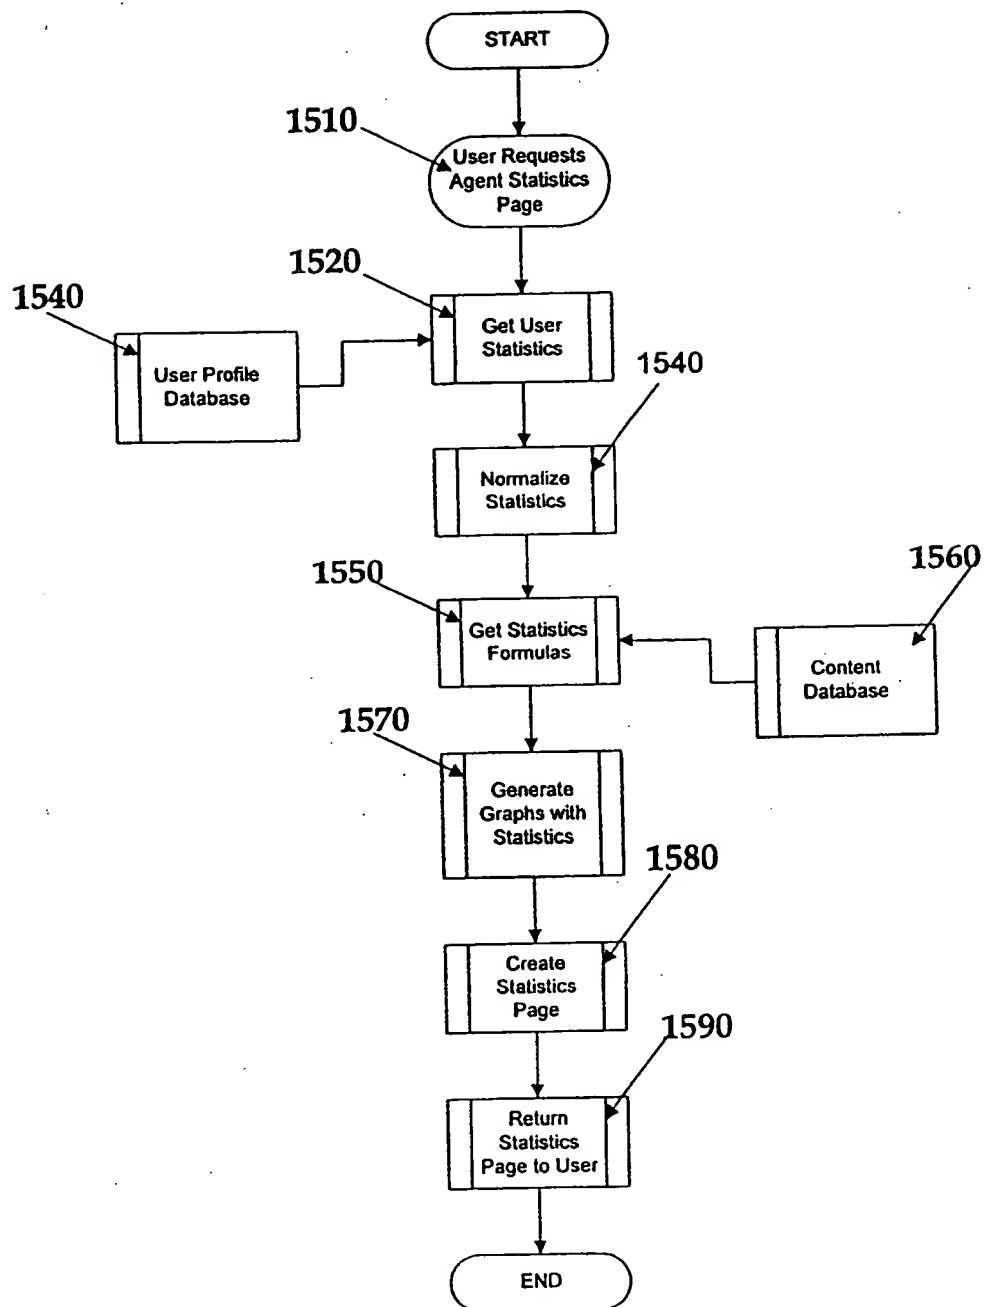 START
1510
User Requests
Agent Statistics
Page
1520
Get User
Statistics
1540
User Profile
Database
1540
Normalize
Statistics
1550
Get Statistics
Formulas
1560
Content
Database
1570
Generate
Graphs with
Statistics
1580
Create
Statistics
Page
1590
Return
Statistics
Page to User
END